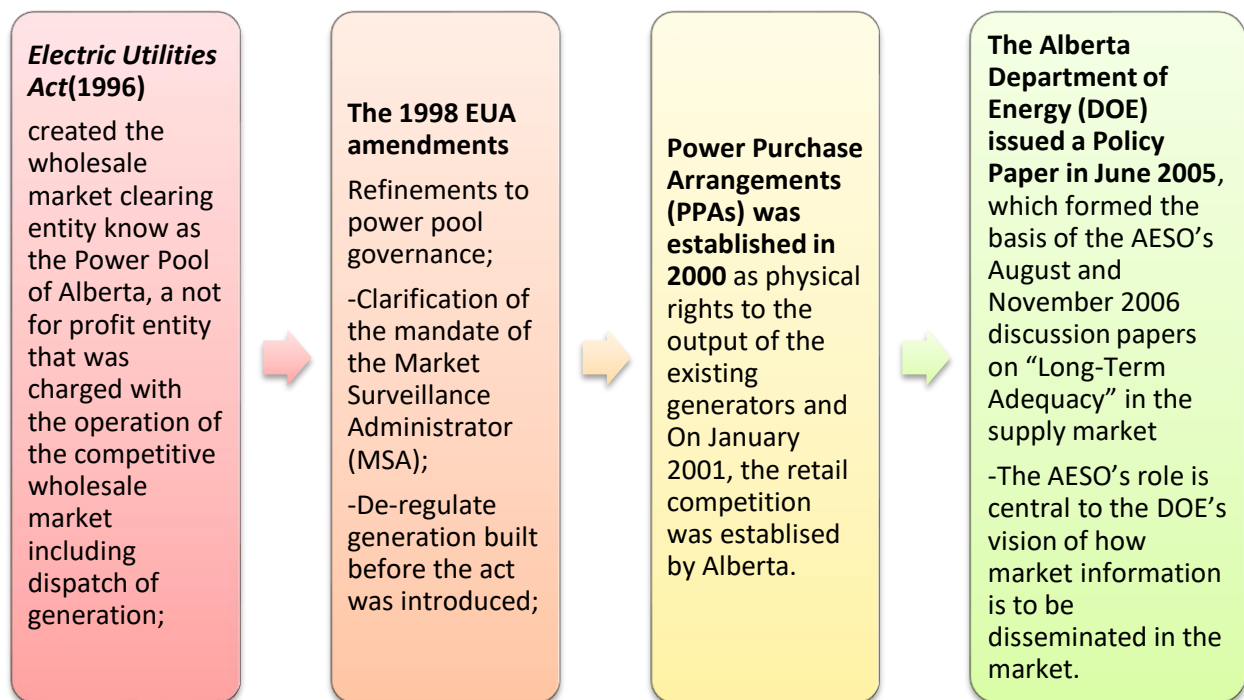 Electric Utilities
Act(1996)
created the
wholesale
market clearing
entity know as
the Power Pool
of Alberta, a not
for profit entity
that was
charged with
the operation of
the competitive
wholesale
market
including
dispatch of
generation;
The 1998 EUA
amendments
Refinements to
power pool
governance;
-Clarification of
the mandate of
the Market
Surveillance
Administrator
(MSA);
-De-regulate
generation built
before the act
was introduced;
Power Purchase
Arrangements
(PPAs) was
established in
2000 as physical
rights to the
output of the
existing
generators and
On January
2001, the retail
competition
was establised
by Alberta.
The Alberta
Department of
Energy (DOE)
issued a Policy
Paper in June 2005,
which formed the
basis of the AESO’s
August and
November 2006
discussion papers
on “Long-Term
Adequacy” in the
supply market
-The AESO’s role is
central to the DOE’s
vision of how
market information
is to be
disseminated in the
market.